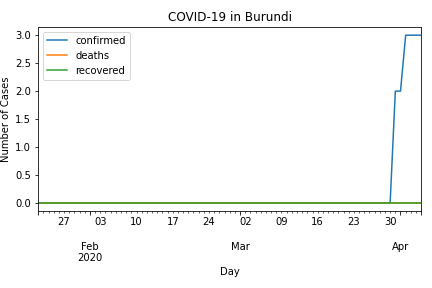 COVID-19 in Burundi
confirmed
deaths
recovered
Number of Cases
3.0
2.5
2.0
1.5
1.0
0.5
0.0
27 03 10 17 24 02 09 16 23 30
Feb Mar Apr
2020
Day